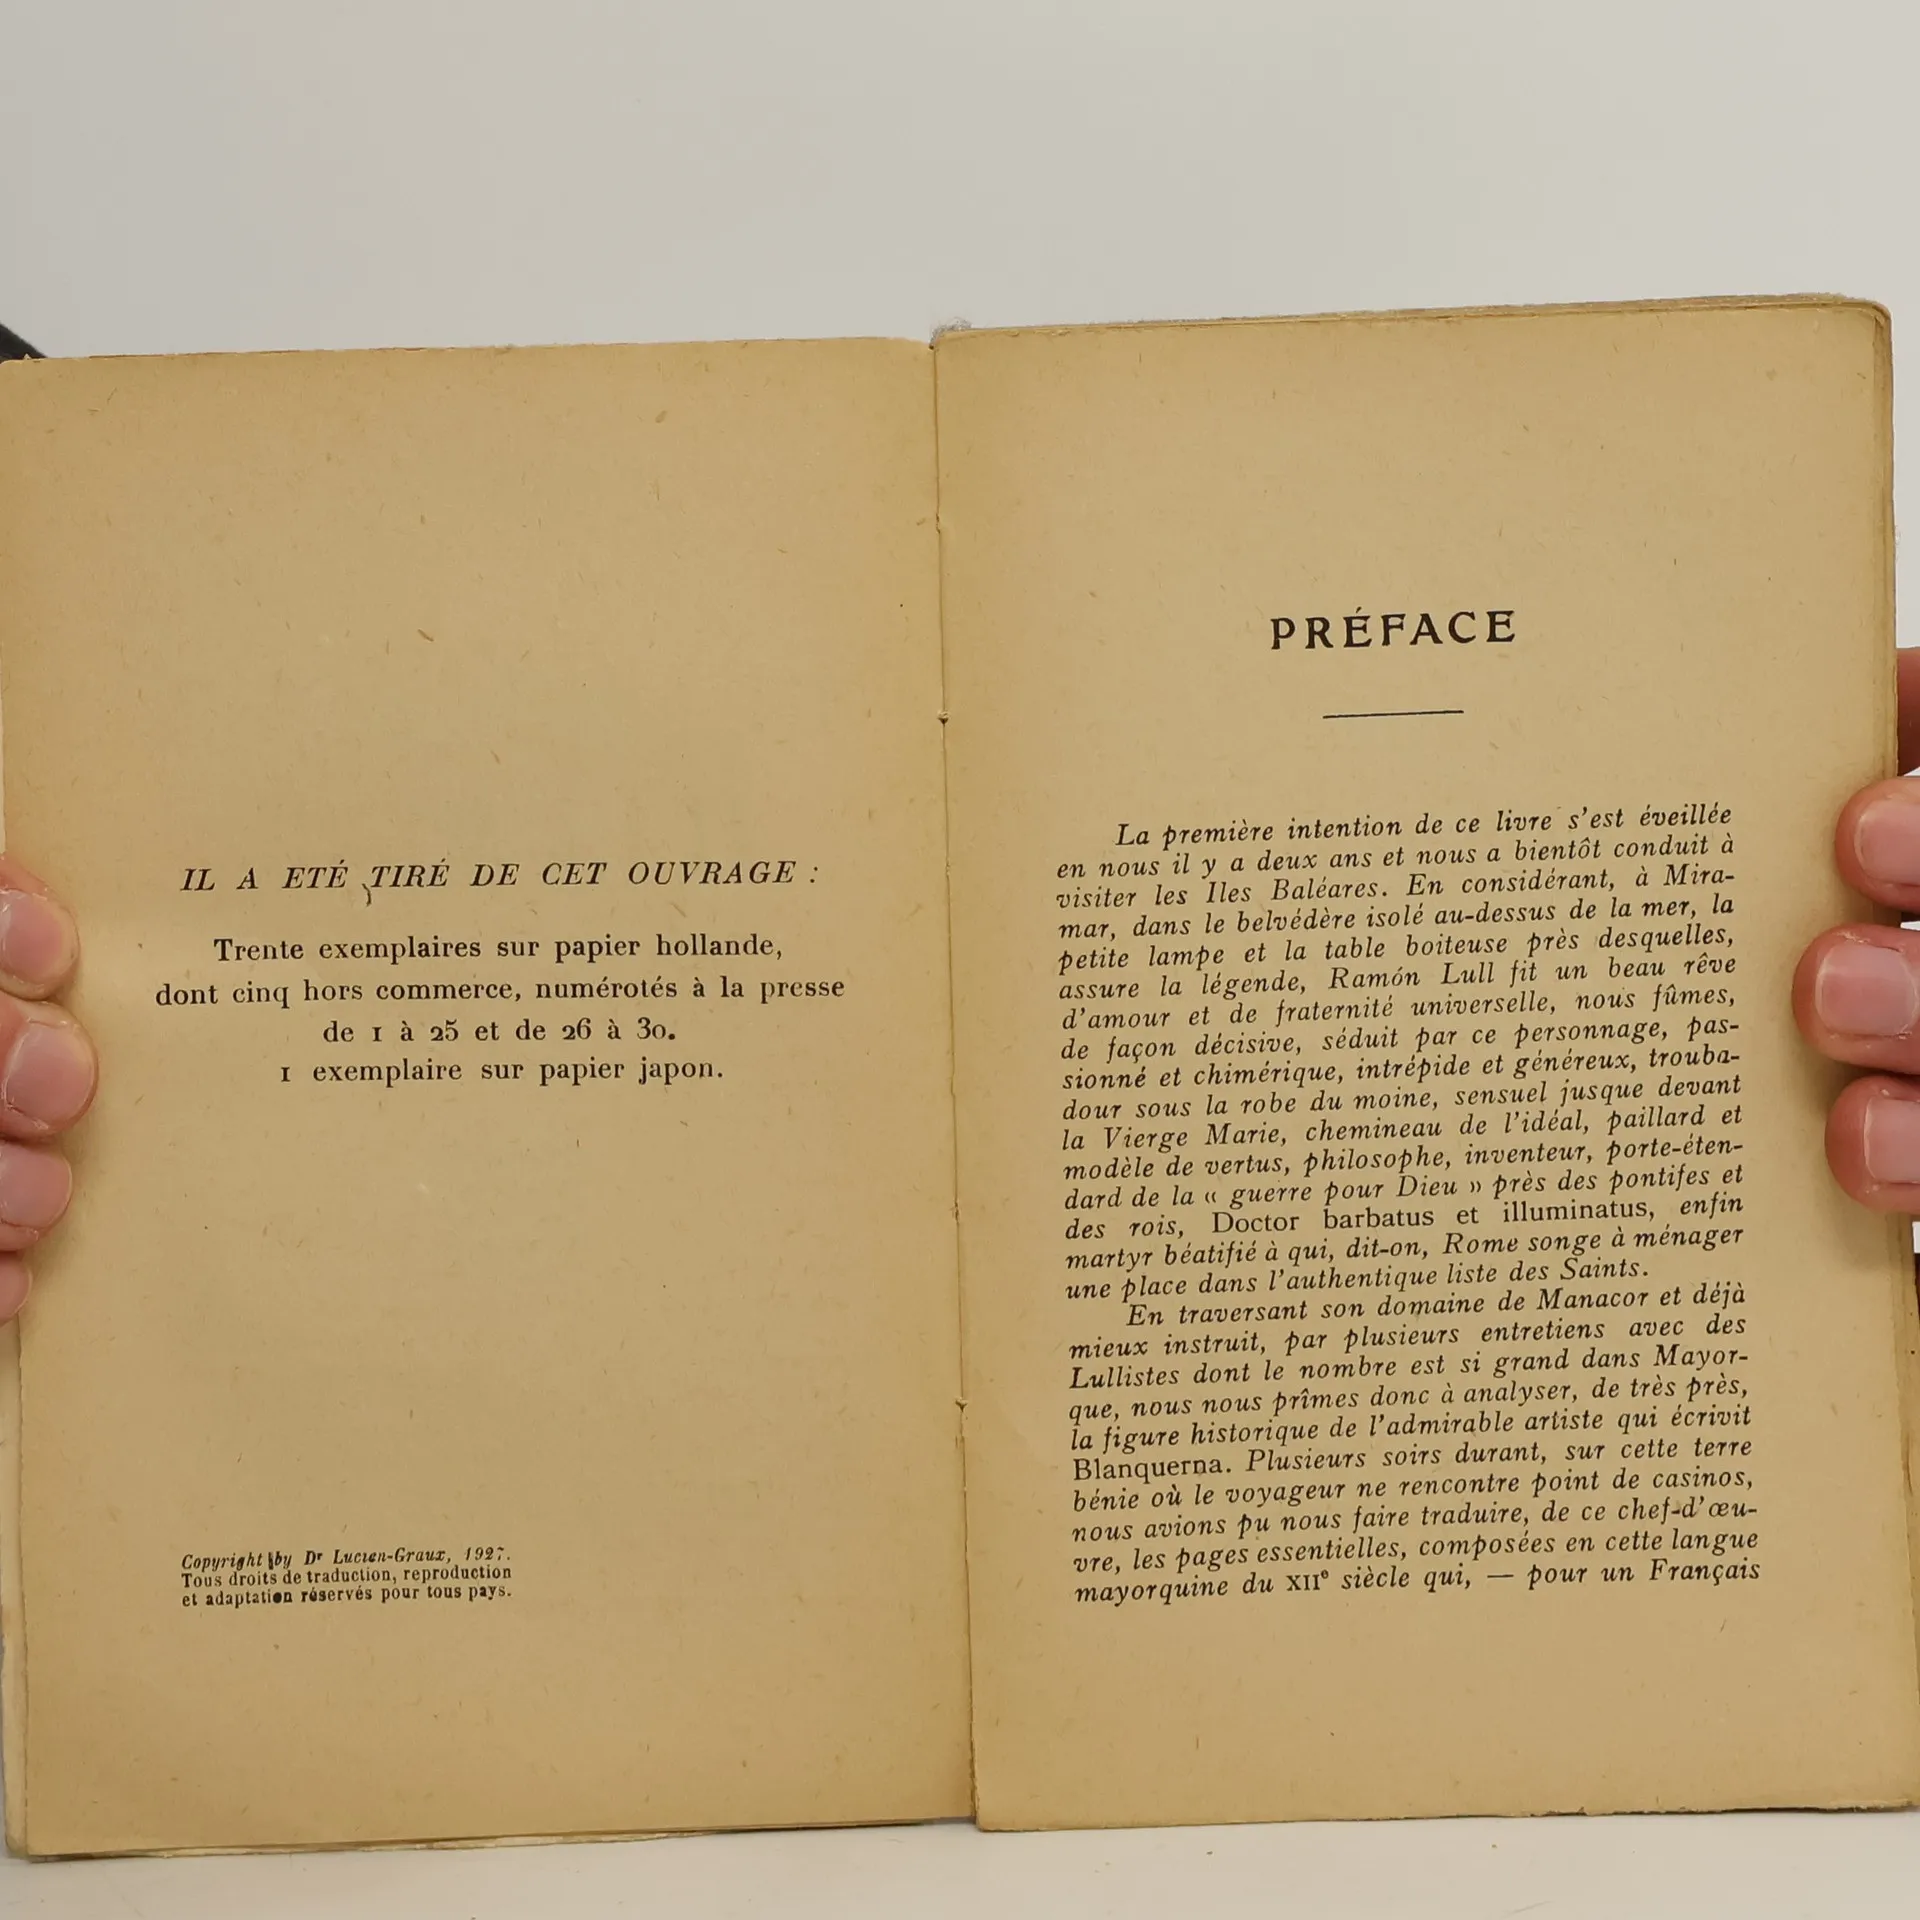 IL A ETÉ TIRÉ DE CET OUVRAGE :
Trente exemplaires sur papier hollande,
dont cinq hors commerce, numérotés à la presse
de 1 à 25 et de 26 à 30.
1 exemplaire sur papier japon.
Copyright by Dr Lucien-Graux, 1927.
Tous droits de traduction, reproduction
et adaptation réservés pour tous pays.
PRÉFACE
La première intention de ce livre s'est éveillée
en nous il y a deux ans et nous a bientôt conduit à
visiter les Iles Baléares. En considérant, à Mira-
mar, dans le belvédère isolé au-dessus de la mer, la
petite lampe et la table boiteuse près desquelles,
assure la légende, Ramón Lull fit un beau rêve
d'amour et de fraternité universelle, nous fûmes,
de façon décisive, séduit par ce personnage, pas-
sionné et chimérique, intrépide et généreux, trouba-
dour sous la robe du moine, sensuel jusque devant
la Vierge Marie, chemineau de l'idéal, paillard et
modèle de vertus, philosophe, inventeur, porte-éten-
dard de la « guerre pour Dieu » près des pontifes et
des rois, Doctor barbatus et illuminatus, enfin
martyr béatifié à qui, dit-on, Rome songe à ménager
une place dans l'authentique liste des Saints.
En traversant son domaine de Manacor et déjà
mieux instruit, par plusieurs entretiens avec des
Lullistes dont le nombre est si grand dans Mayor-
que, nous nous prîmes donc à analyser, de très près,
la figure historique de l'admirable artiste qui écrivit
Blanquerna. Plusieurs soirs durant, sur cette terre
bénie où le voyageur ne rencontre point de casinos,
nous avions pu nous faire traduire, de ce chef-d'œu-
vre, les pages essentielles, composées en cette langue
mayorquine du XIIe siècle qui, — pour un Français